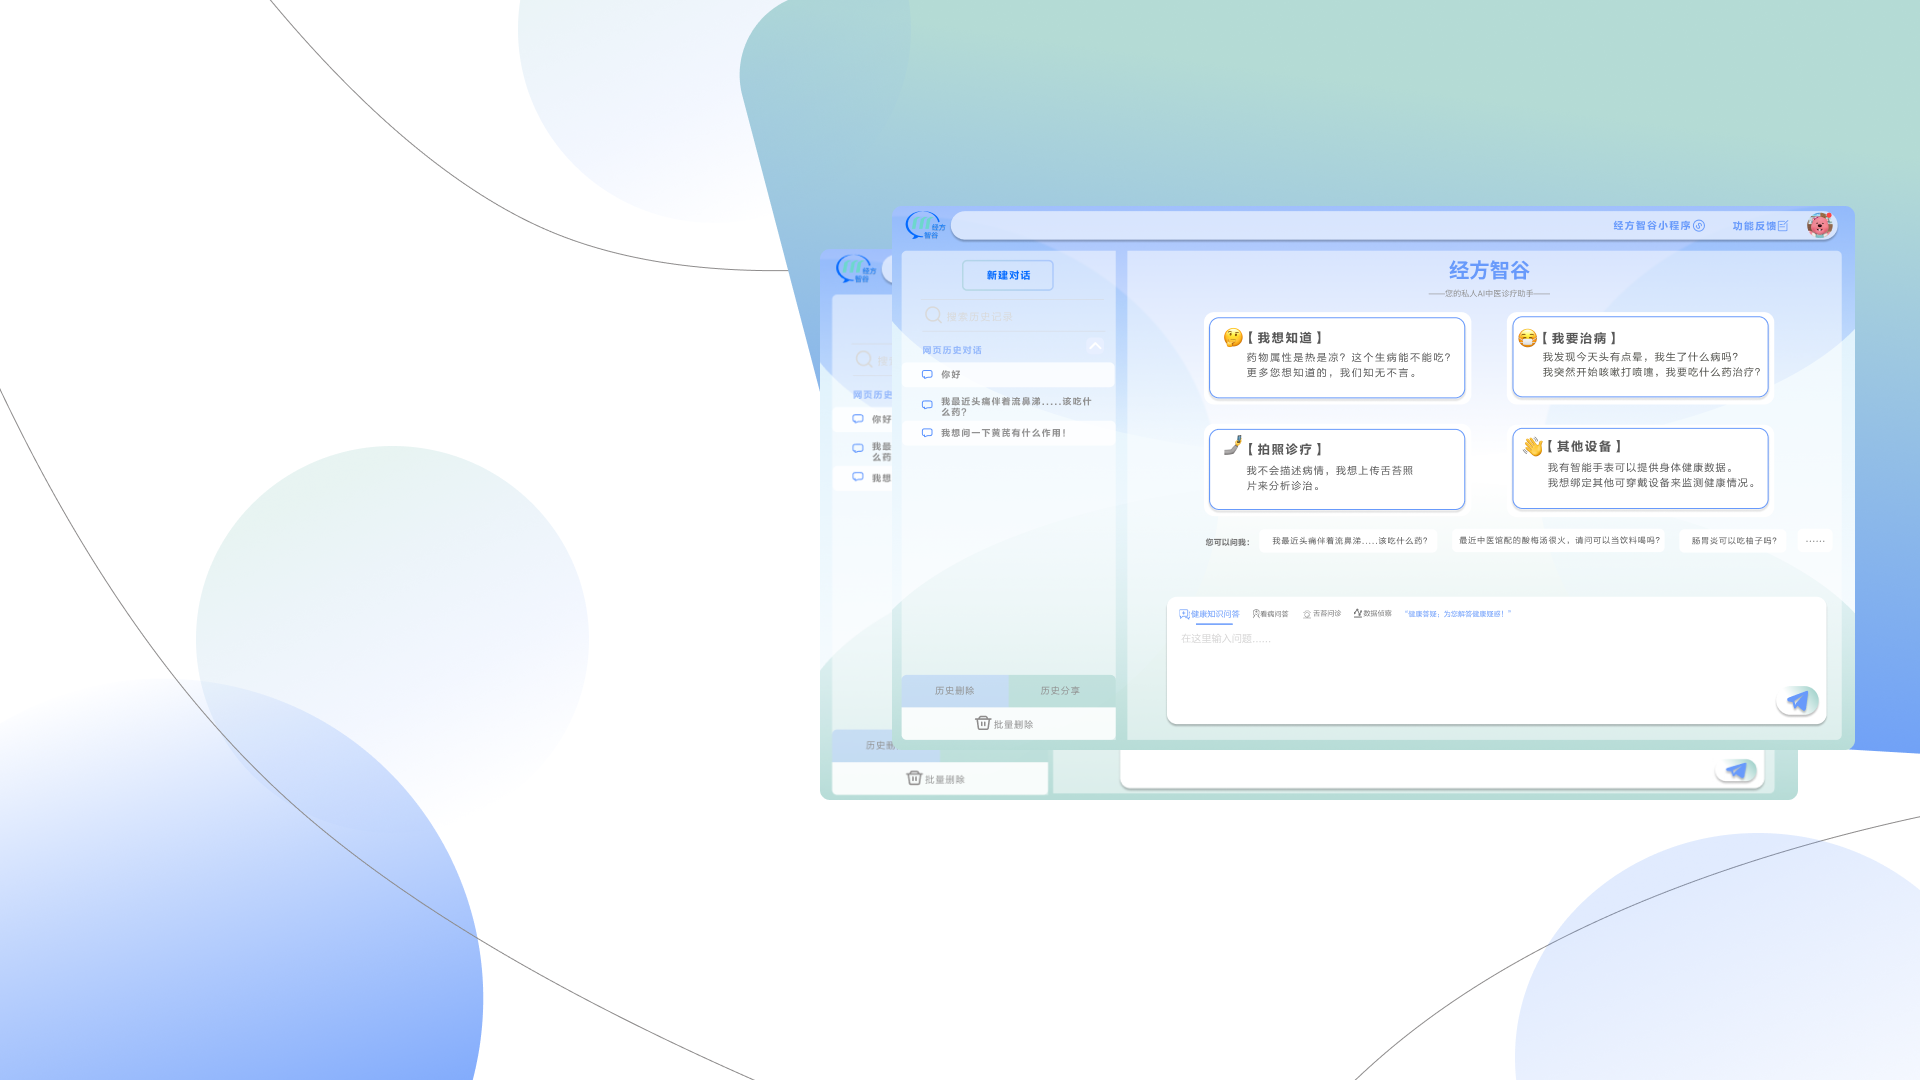 经方
智谷
经方智谷小程序
功能反馈
新建对话
搜索历史记录
网页历史对话
你好
我最近头痛伴着流鼻涕.....该吃什
么药?
我想问一下黄芪有什么作用!
历史删除
历史分享
批量删除
经方智谷
——您的私人AI中医诊疗助手——
【 我想知道 】
药物属性是热是凉? 这个生病能不能吃?
更多您想知道的，我们知无不言。
【 我要治病 】
我发现今天头有点晕，我生了什么病吗?
我突然开始咳嗽打喷嚏，我要吃什么药治疗?
【 拍照诊疗 】
我不会描述病情，我想上传舌苔照
片来分析诊治。
【 其他设备 】
我有智能手表可以提供身体健康数据。
我想绑定其他可穿戴设备来监测健康情况。
您可以问我:
我最近头痛伴着流鼻涕.....该吃什么药?
最近中医馆配的酸梅汤很火，请问可以当饮料喝吗?
肠胃炎可以吃柚子吗?
......
健康知识问答
看病问答
舌苔问诊
数据侦察
"健康答疑：为您解答健康疑惑！"
在这里输入问题......
经方
智谷
搜
网页历史
你好
我最
么药
我想
历史删
批量删除